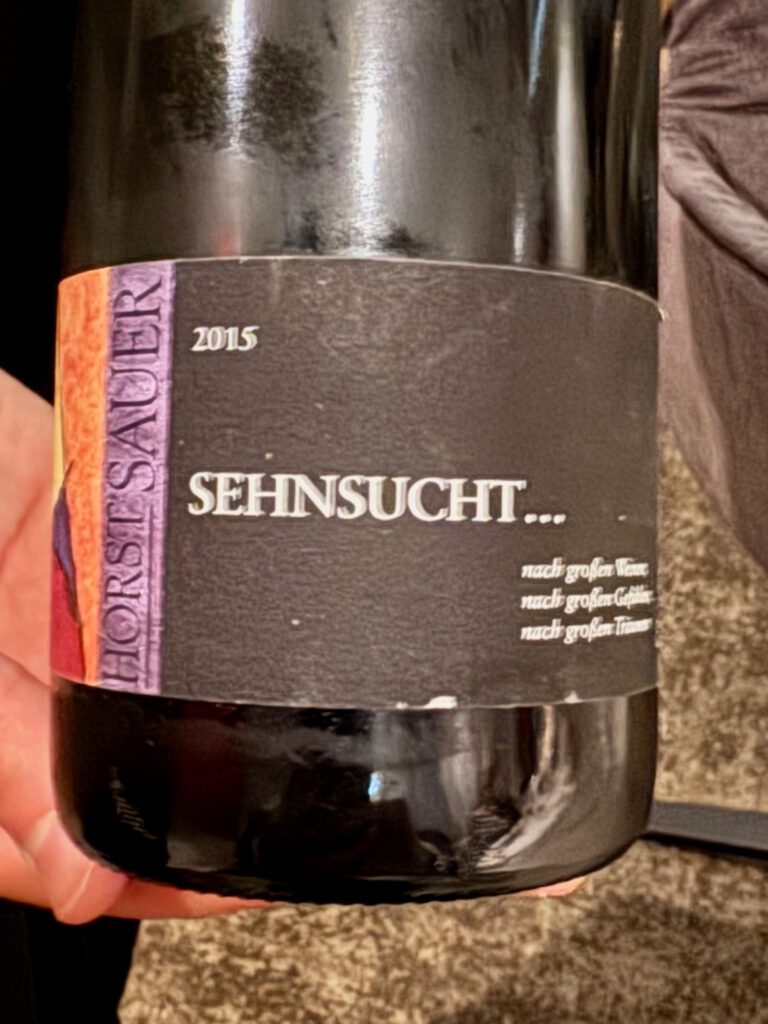 HORST SAUER
2015
SEHNSUCHT...
nach großen Weinen
nach großen Gefühlen
nach großen Träumen